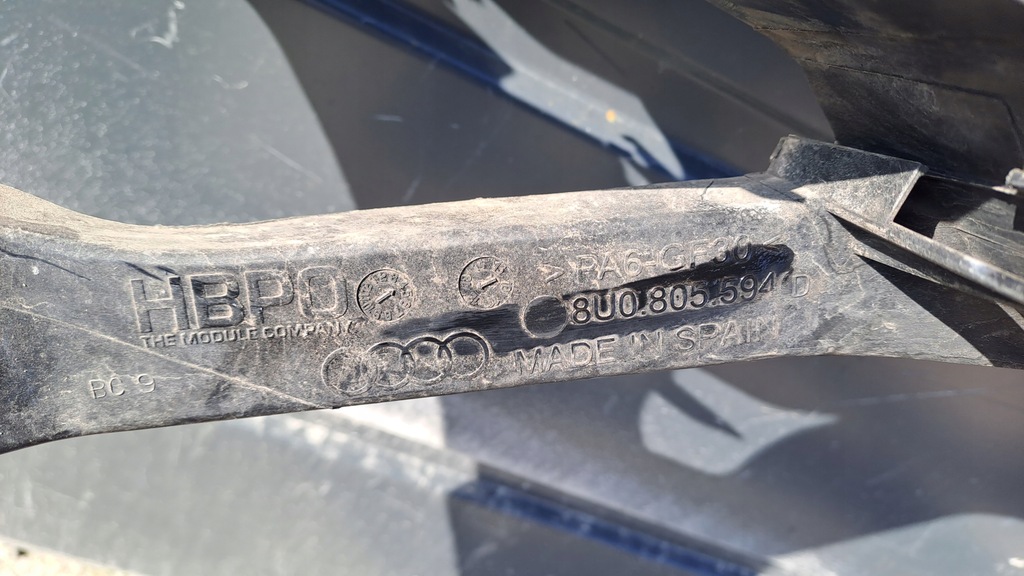 HBPO
THE MODULE COMPANY
>PA6-GF30
8U0.805.594 D
MADE IN SPAIN
BC 9